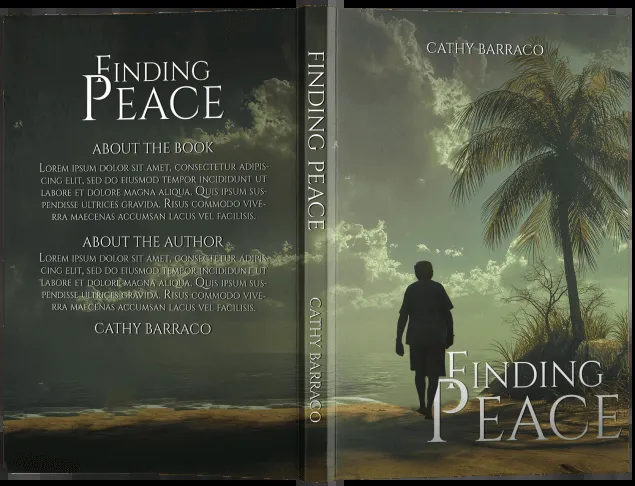 FINDING
PEACE
ABOUT THE BOOK
LOREM IPSUM DOLOR SIT AMET, CONSECTETUR ADIPIS-
CING ELIT, SED DO EIUSMOD TEMPOR INCIDIDUNT UT
LABORE ET DOLORE MAGNA ALIQUA. QUIS IPSUM SUS-
PENDISSE ULTRICES GRAVIDA. RISUS COMMODO VIVE-
RRA MAECENAS ACCUMSAN LACUS VEL FACILISIS.
ABOUT THE AUTHOR
LOREM IPSUM DOLOR SIT AMET, CONSECTETUR ADIPIS-
CING ELIT, SED DO EIUSMOD TEMPOR INCIDIDUNT UT
LABORE ET DOLORE MAGNA ALIQUA. QUIS IPSUM SUS-
PENDISSE ULTRICES GRAVIDA. RISUS COMMODO VIVE-
RRA MAECENAS ACCUMSAN LACUS VEL FACILISIS.
CATHY BARRACO
FINDING PEACE
CATHY BARRACO
CATHY BARRACO
FINDING
PEACE